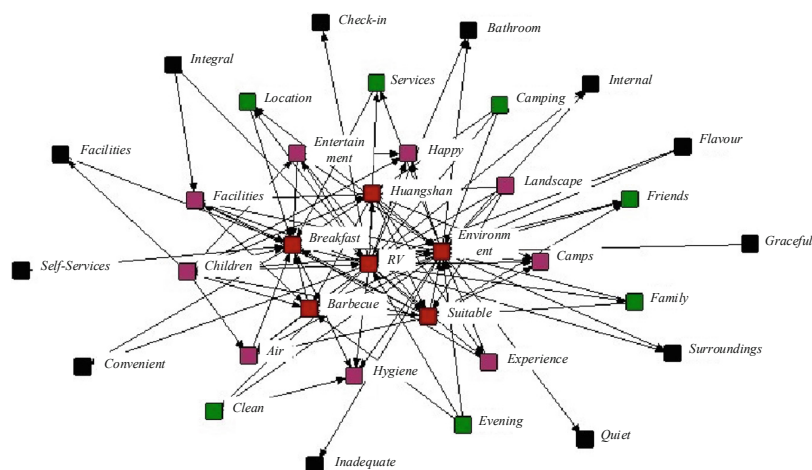 Check-in
Bathroom
Integral
Services
Internal
Location
Camping
Entertain
ment
Happy
Flavour
Facilities
Landscape
Facilities
Huangshan
Friends
Breakfast
Environm
ent
Graceful
Self-Services
Children
RV
Camps
Barbecue
Suitable
Family
Air
Surroundings
Convenient
Hygiene
Experience
Clean
Evening
Quiet
Inadequate